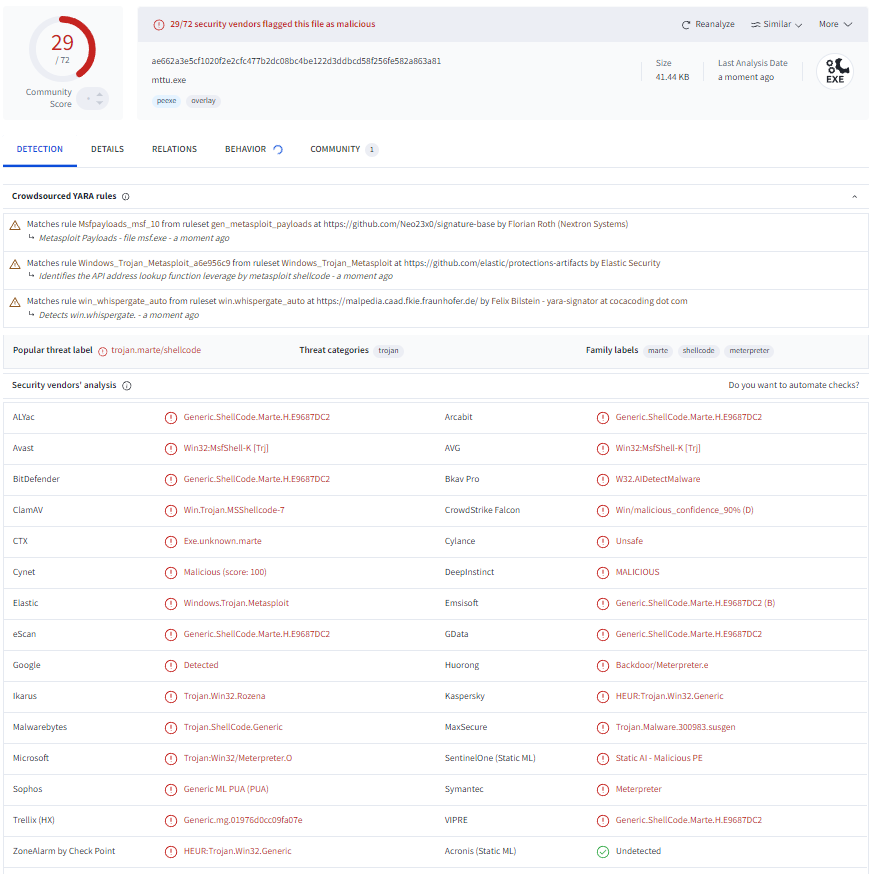 29
/ 72
Community
Score
29/72 security vendors flagged this file as malicious
Reanalyze
Similar
More
ae662a3e5cf1020f2e2cfc477b2dc08bc4be122d3ddbcd58f256fe582a863a81
mttu.exe
peexe
overlay
Size
41.44 KB
Last Analysis Date
a moment ago
EXE
DETECTION
DETAILS
RELATIONS
BEHAVIOR
COMMUNITY
1
Crowdsourced YARA rules
Matches rule Msfpayloads_msf_10 from ruleset gen_metasploit_payloads at https://github.com/Neo23x0/signature-base by Florian Roth (Nextron Systems)
Metasploit Payloads - file msf.exe - a moment ago
Matches rule Windows_Trojan_Metasploit_a6e956c9 from ruleset Windows_Trojan_Metasploit at https://github.com/elastic/protections-artifacts by Elastic Security
Identifies the API address lookup function leverage by metasploit shellcode - a moment ago
Matches rule win_whispergate_auto from ruleset win.whispergate_auto at https://malpedia.caad.fkie.fraunhofer.de/ by Felix Bilstein - yara-signator at cocacoding dot com
Detects win.whispergate. - a moment ago
Popular threat label
trojan.marte/shellcode
Threat categories
trojan
Family labels
marte
shellcode
meterpreter
Security vendors' analysis
Do you want to automate checks?
ALYac
Generic.ShellCode.Marte.H.E9687DC2
Arcabit
Generic.ShellCode.Marte.H.E9687DC2
Avast
Win32:MsfShell-K [Trj]
AVG
Win32:MsfShell-K [Trj]
BitDefender
Generic.ShellCode.Marte.H.E9687DC2
Bkav Pro
W32.AIDetectMalware
ClamAV
Win.Trojan.MSShellcode-7
CrowdStrike Falcon
Win/malicious_confidence_90% (D)
CTX
Exe.unknown.marte
Cylance
Unsafe
Cynet
Malicious (score: 100)
DeepInstinct
MALICIOUS
Elastic
Windows.Trojan.Metasploit
Emsisoft
Generic.ShellCode.Marte.H.E9687DC2 (B)
eScan
Generic.ShellCode.Marte.H.E9687DC2
GData
Generic.ShellCode.Marte.H.E9687DC2
Google
Detected
Huorong
Backdoor/Meterpreter.e
Ikarus
Trojan.Win32.Rozena
Kaspersky
HEUR:Trojan.Win32.Generic
Malwarebytes
Trojan.ShellCode.Generic
MaxSecure
Trojan.Malware.300983.susgen
Microsoft
Trojan:Win32/Meterpreter.O
SentinelOne (Static ML)
Static AI - Malicious PE
Sophos
Generic ML PUA (PUA)
Symantec
Meterpreter
Trellix (HX)
Generic.mg.01976d0cc09fa07e
VIPRE
Generic.ShellCode.Marte.H.E9687DC2
ZoneAlarm by Check Point
HEUR:Trojan.Win32.Generic
Acronis (Static ML)
Undetected